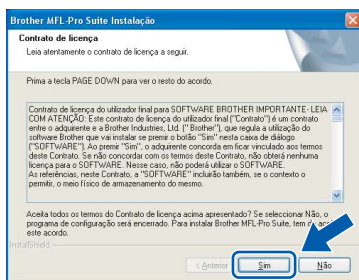 Brother MFL-Pro Suite Instalação
Contrato de licença
Leia atentamente o contrato de licença a seguir.
Prima a tecla PAGE DOWN para ver o resto do acordo.
Contrato de licença do utilizador final para SOFTWARE BROTHER IMPORTANTE- LEIA
COM ATENÇÃO: Este contrato de licença do utilizador final ("Contrato") é um contrato
entre o adquirente e a Brother Industries, Ltd. (" Brother"), que regula a utilização do
software Brother que vai instalar se premir o botão "Sim" nesta caixa de diálogo
("SOFTWARE"). Ao premir "Sim", o adquirente concorda em ficar vinculado aos termos
deste Contrato. Se não concordar com os termos deste Contrato, não obterá nenhuma
licença para o SOFTWARE. Nesse caso, não poderá utilizar o SOFTWARE.
As referências, neste Contrato, a "SOFTWARE" incluirão também, se o contexto o
permitir, o meio físico de armazenamento do mesmo.
Aceita todos os termos do Contrato de licença acima apresentado? Se seleccionar Não, o
programa de configuração será encerrado. Para instalar Brother MFL-Pro Suite, tem de
este acordo.
InstallShield
< Anterior
Sim
Não